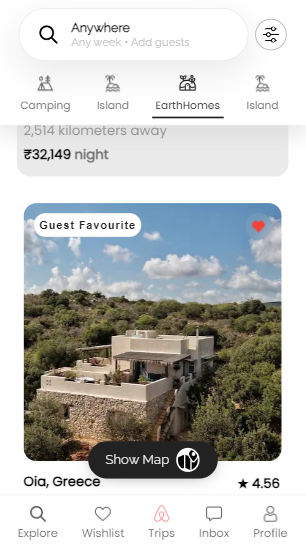 Anywhere
Any week • Add guests
Camping
Island
EarthHomes
Island
2,514 kilometers away
₹32,149 night
Guest Favourite
Show Map
Oia, Greece
★ 4.56
Explore
Wishlist
Trips
Inbox
Profile